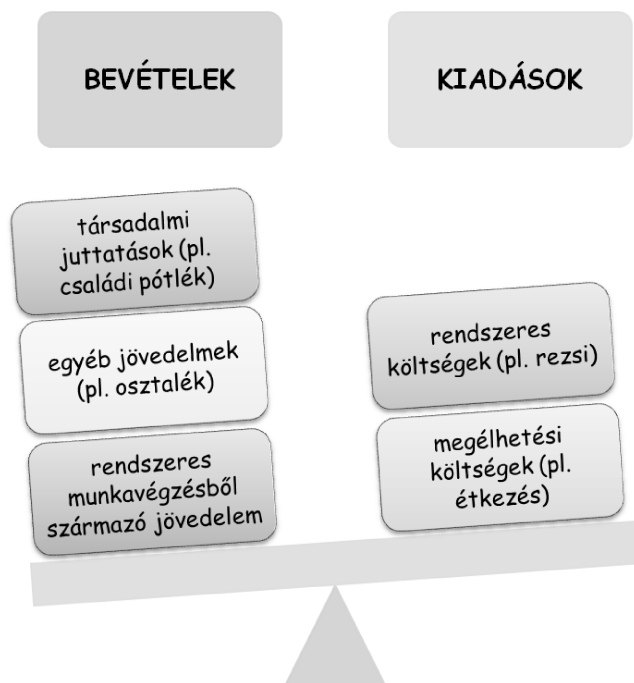 BEVÉTELEK
KIADÁSOK
társadalmi
juttatások (pl.
családi pótlék)
egyéb jövedelmek
(pl. osztalék)
rendszeres
munkavégzésből
származó jövedelem
rendszeres
költségek (pl. rezsi)
megélhetési
költségek (pl.
étkezés)